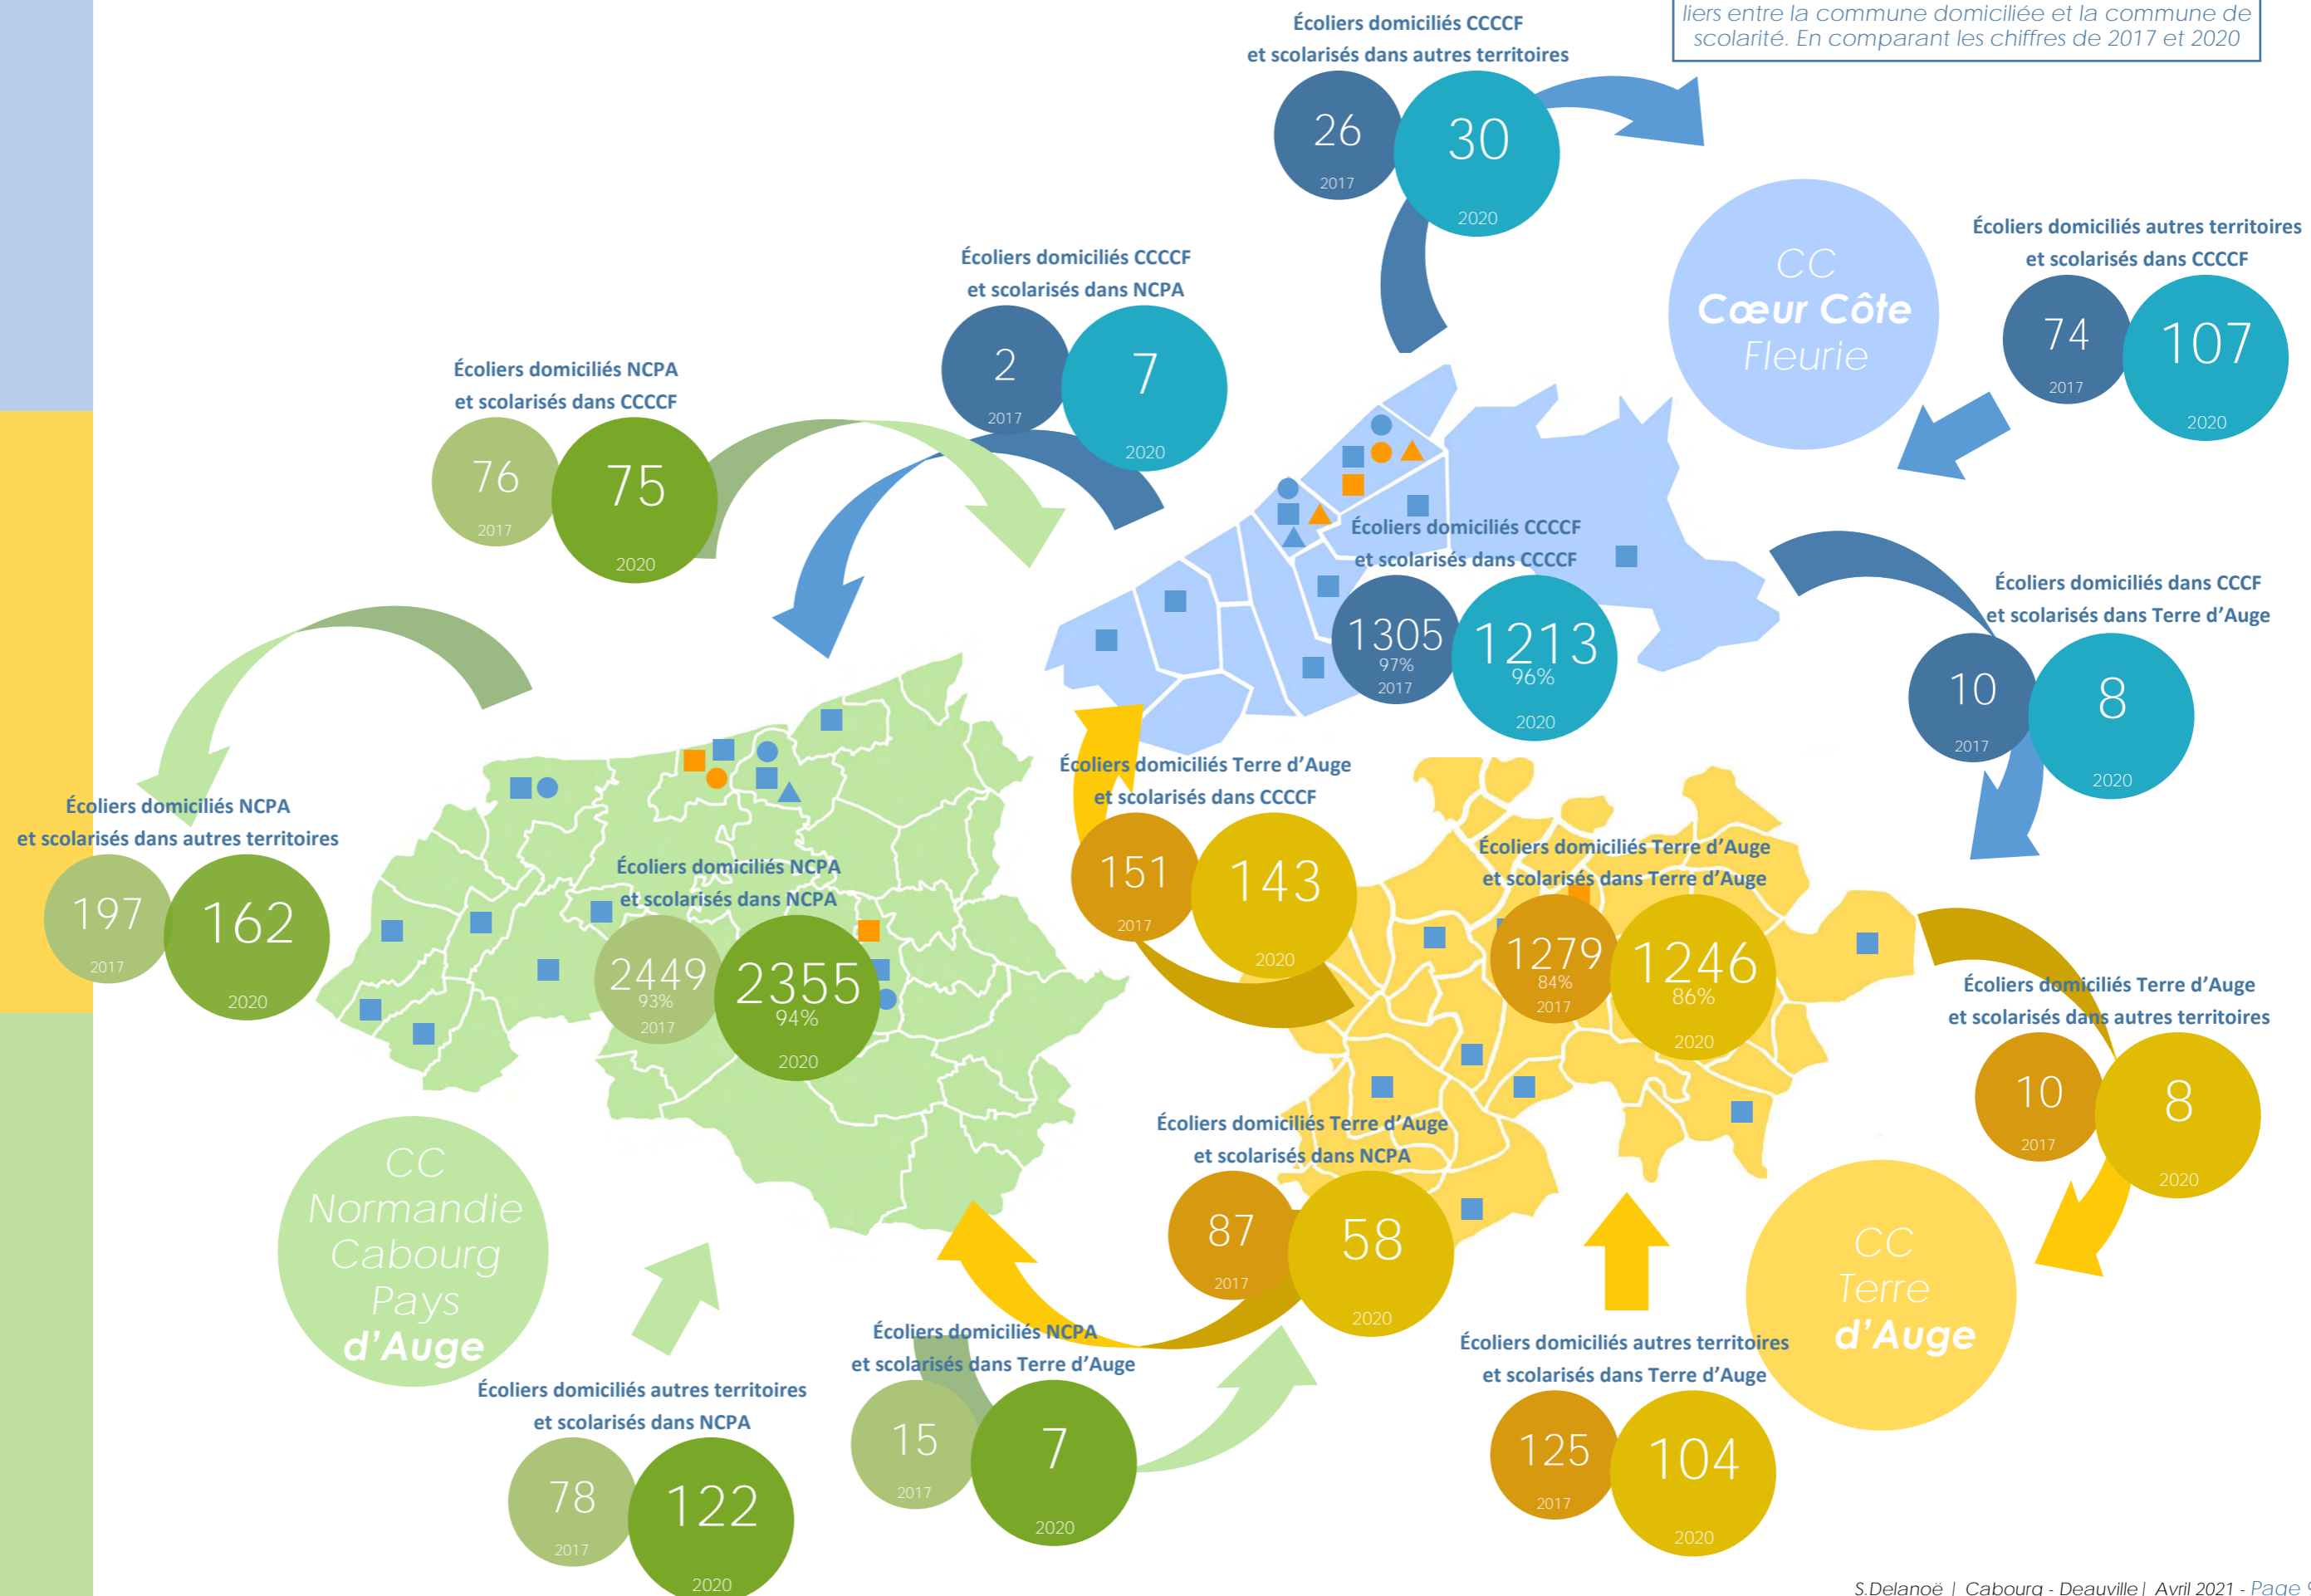 liers entre la commune domiciliée et la commune de
scolarité. En comparant les chiffres de 2017 et 2020
Écoliers domiciliés CCCCF
et scolarisés dans autres territoires
26
2017
30
2020
CC
Cœur Côte
Fleurie
Écoliers domiciliés autres territoires
et scolarisés dans CCCCF
74
2017
107
2020
Écoliers domiciliés CCCCF
et scolarisés dans NCPA
2
2017
7
2020
Écoliers domiciliés NCPA
et scolarisés dans CCCCF
76
2017
75
2020
Écoliers domiciliés CCCCF
et scolarisés dans CCCCF
1305
97%
2017
1213
96%
2020
Écoliers domiciliés dans CCCF
et scolarisés dans Terre d'Auge
10
2017
8
2020
Écoliers domiciliés NCPA
et scolarisés dans autres territoires
197
2017
162
2020
Écoliers domiciliés NCPA
et scolarisés dans NCPA
2449
93%
2017
2355
94%
2020
Écoliers domiciliés Terre d'Auge
et scolarisés dans CCCCF
151
2017
143
2020
Écoliers domiciliés Terre d'Auge
et scolarisés dans Terre d'Auge
1279
84%
2017
1246
86%
2020
Écoliers domiciliés Terre d'Auge
et scolarisés dans autres territoires
10
2017
8
2020
CC
Normandie
Cabourg
Pays
d'Auge
Écoliers domiciliés Terre d'Auge
et scolarisés dans NCPA
87
2017
58
2020
CC
Terre
d'Auge
Écoliers domiciliés autres territoires
et scolarisés dans NCPA
78
2017
122
2020
Écoliers domiciliés NCPA
et scolarisés dans Terre d'Auge
15
2017
7
2020
Écoliers domiciliés autres territoires
et scolarisés dans Terre d'Auge
125
2017
104
2020
S.Delanoë | Cabourg - Deauville| Avril 2021 - Page